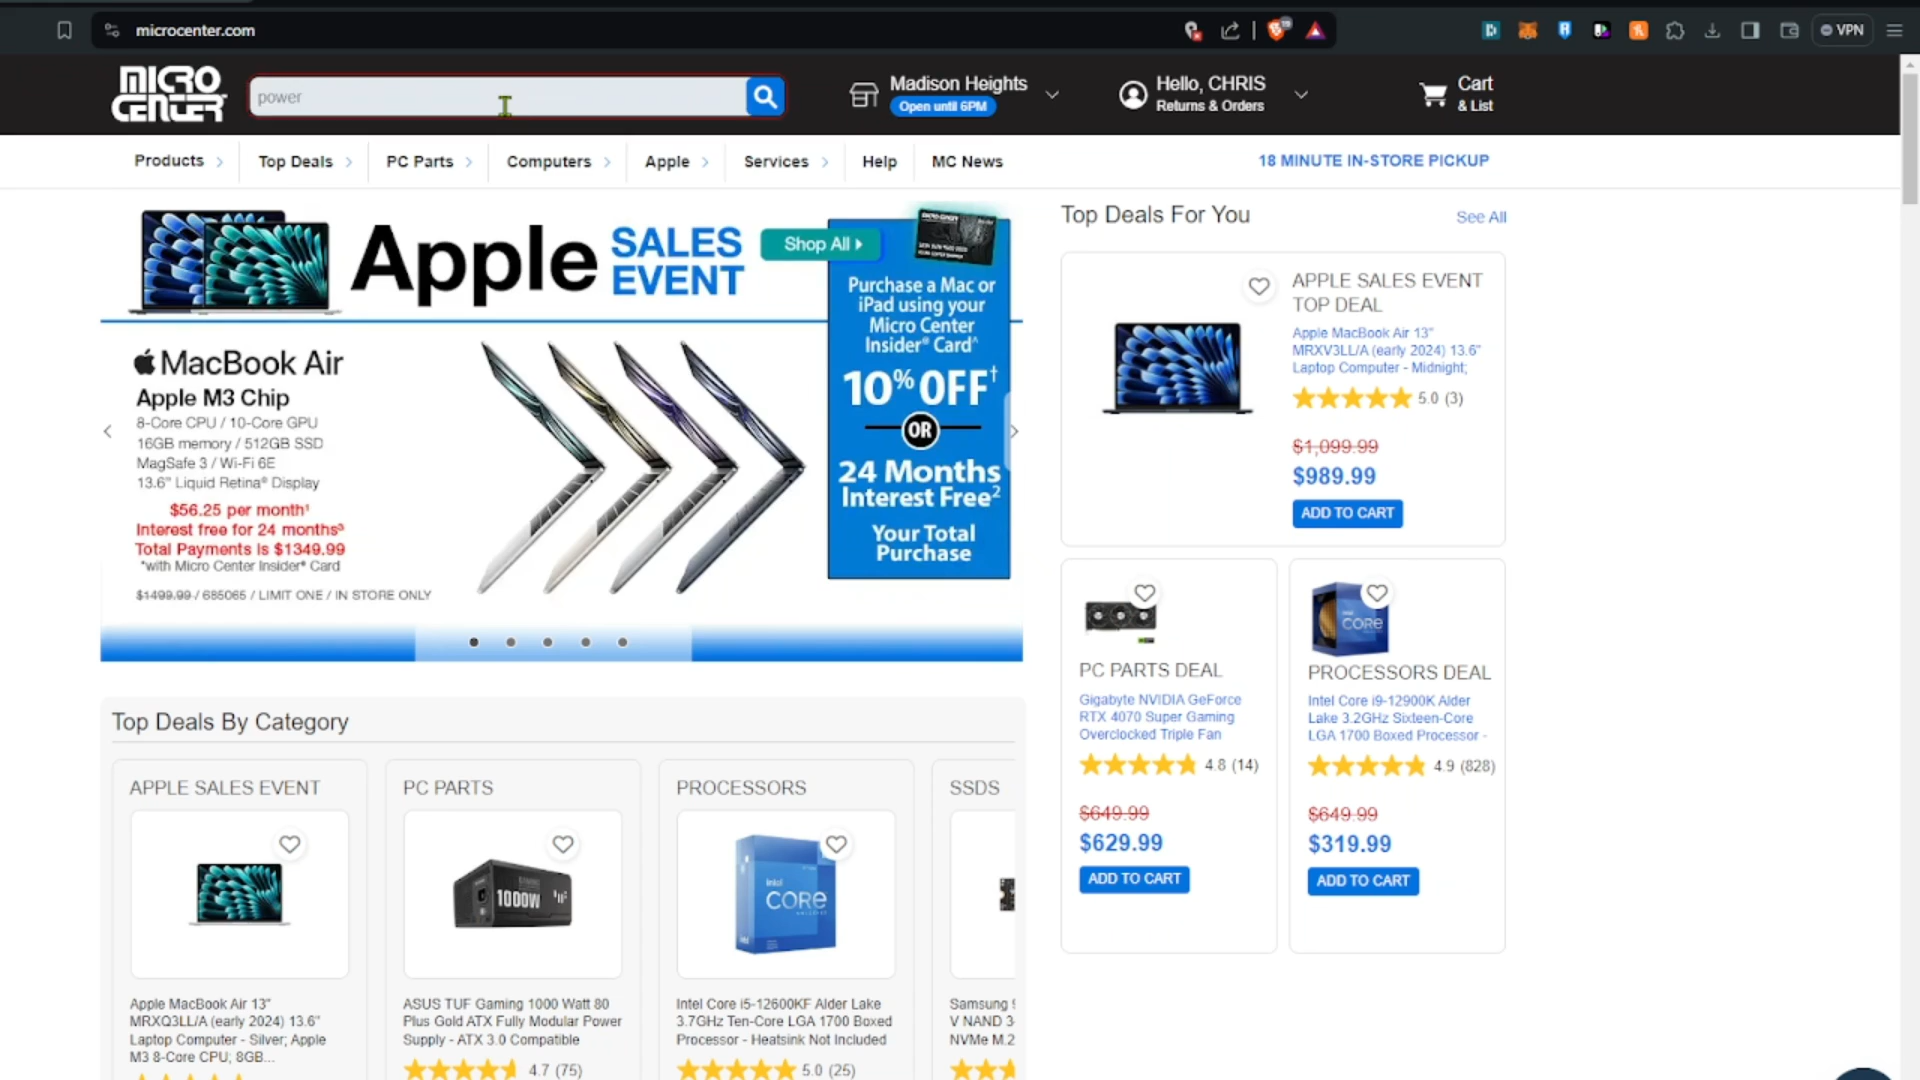 microcenter.com
VPN
MICRO CENTER
power
Madison Heights
Open until 6PM
Hello, CHRIS
Returns & Orders
Cart
& List
Products
Top Deals
PC Parts
Computers
Apple
Services
Help
MC News
18 MINUTE IN-STORE PICKUP
Apple SALES EVENT
Shop All
MacBook Air
Apple M3 Chip
8-Core CPU / 10-Core GPU
16GB memory / 512GB SSD
MagSafe 3 / Wi-Fi 6E
13.6" Liquid Retina® Display
$56.25 per month¹
Interest free for 24 months³
Total Payments is $1349.99
*with Micro Center Insider® Card
$1499.99 / 685065 / LIMIT ONE / IN STORE ONLY
Purchase a Mac or
iPad using your
Micro Center
Insider® Card^
10% OFF†
OR
24 Months
Interest Free²
Your Total
Purchase
Top Deals For You
See All
APPLE SALES EVENT
TOP DEAL
Apple MacBook Air 13"
MRXV3LL/A (early 2024) 13.6"
Laptop Computer - Midnight;
5.0 (3)
$1,099.99
$989.99
ADD TO CART
PC PARTS DEAL
Gigabyte NVIDIA GeForce
RTX 4070 Super Gaming
Overclocked Triple Fan
4.8 (14)
$649.99
$629.99
ADD TO CART
intel
CORE
PROCESSORS DEAL
Intel Core i9-12900K Alder
Lake 3.2GHz Sixteen-Core
LGA 1700 Boxed Processor -
4.9 (828)
$649.99
$319.99
ADD TO CART
Top Deals By Category
APPLE SALES EVENT
Apple MacBook Air 13"
MRXQ3LL/A (early 2024) 13.6"
Laptop Computer - Silver; Apple
M3 8-Core CPU; 8GB...
PC PARTS
1000W
ASUS TUF Gaming 1000 Watt 80
Plus Gold ATX Fully Modular Power
Supply - ATX 3.0 Compatible
4.7 (75)
PROCESSORS
intel
CORE
Intel Core i5-12600KF Alder Lake
3.7GHz Ten-Core LGA 1700 Boxed
Processor - Heatsink Not Included
5.0 (25)
SSDS
Samsung
V NAND 3-
NVMe M.2